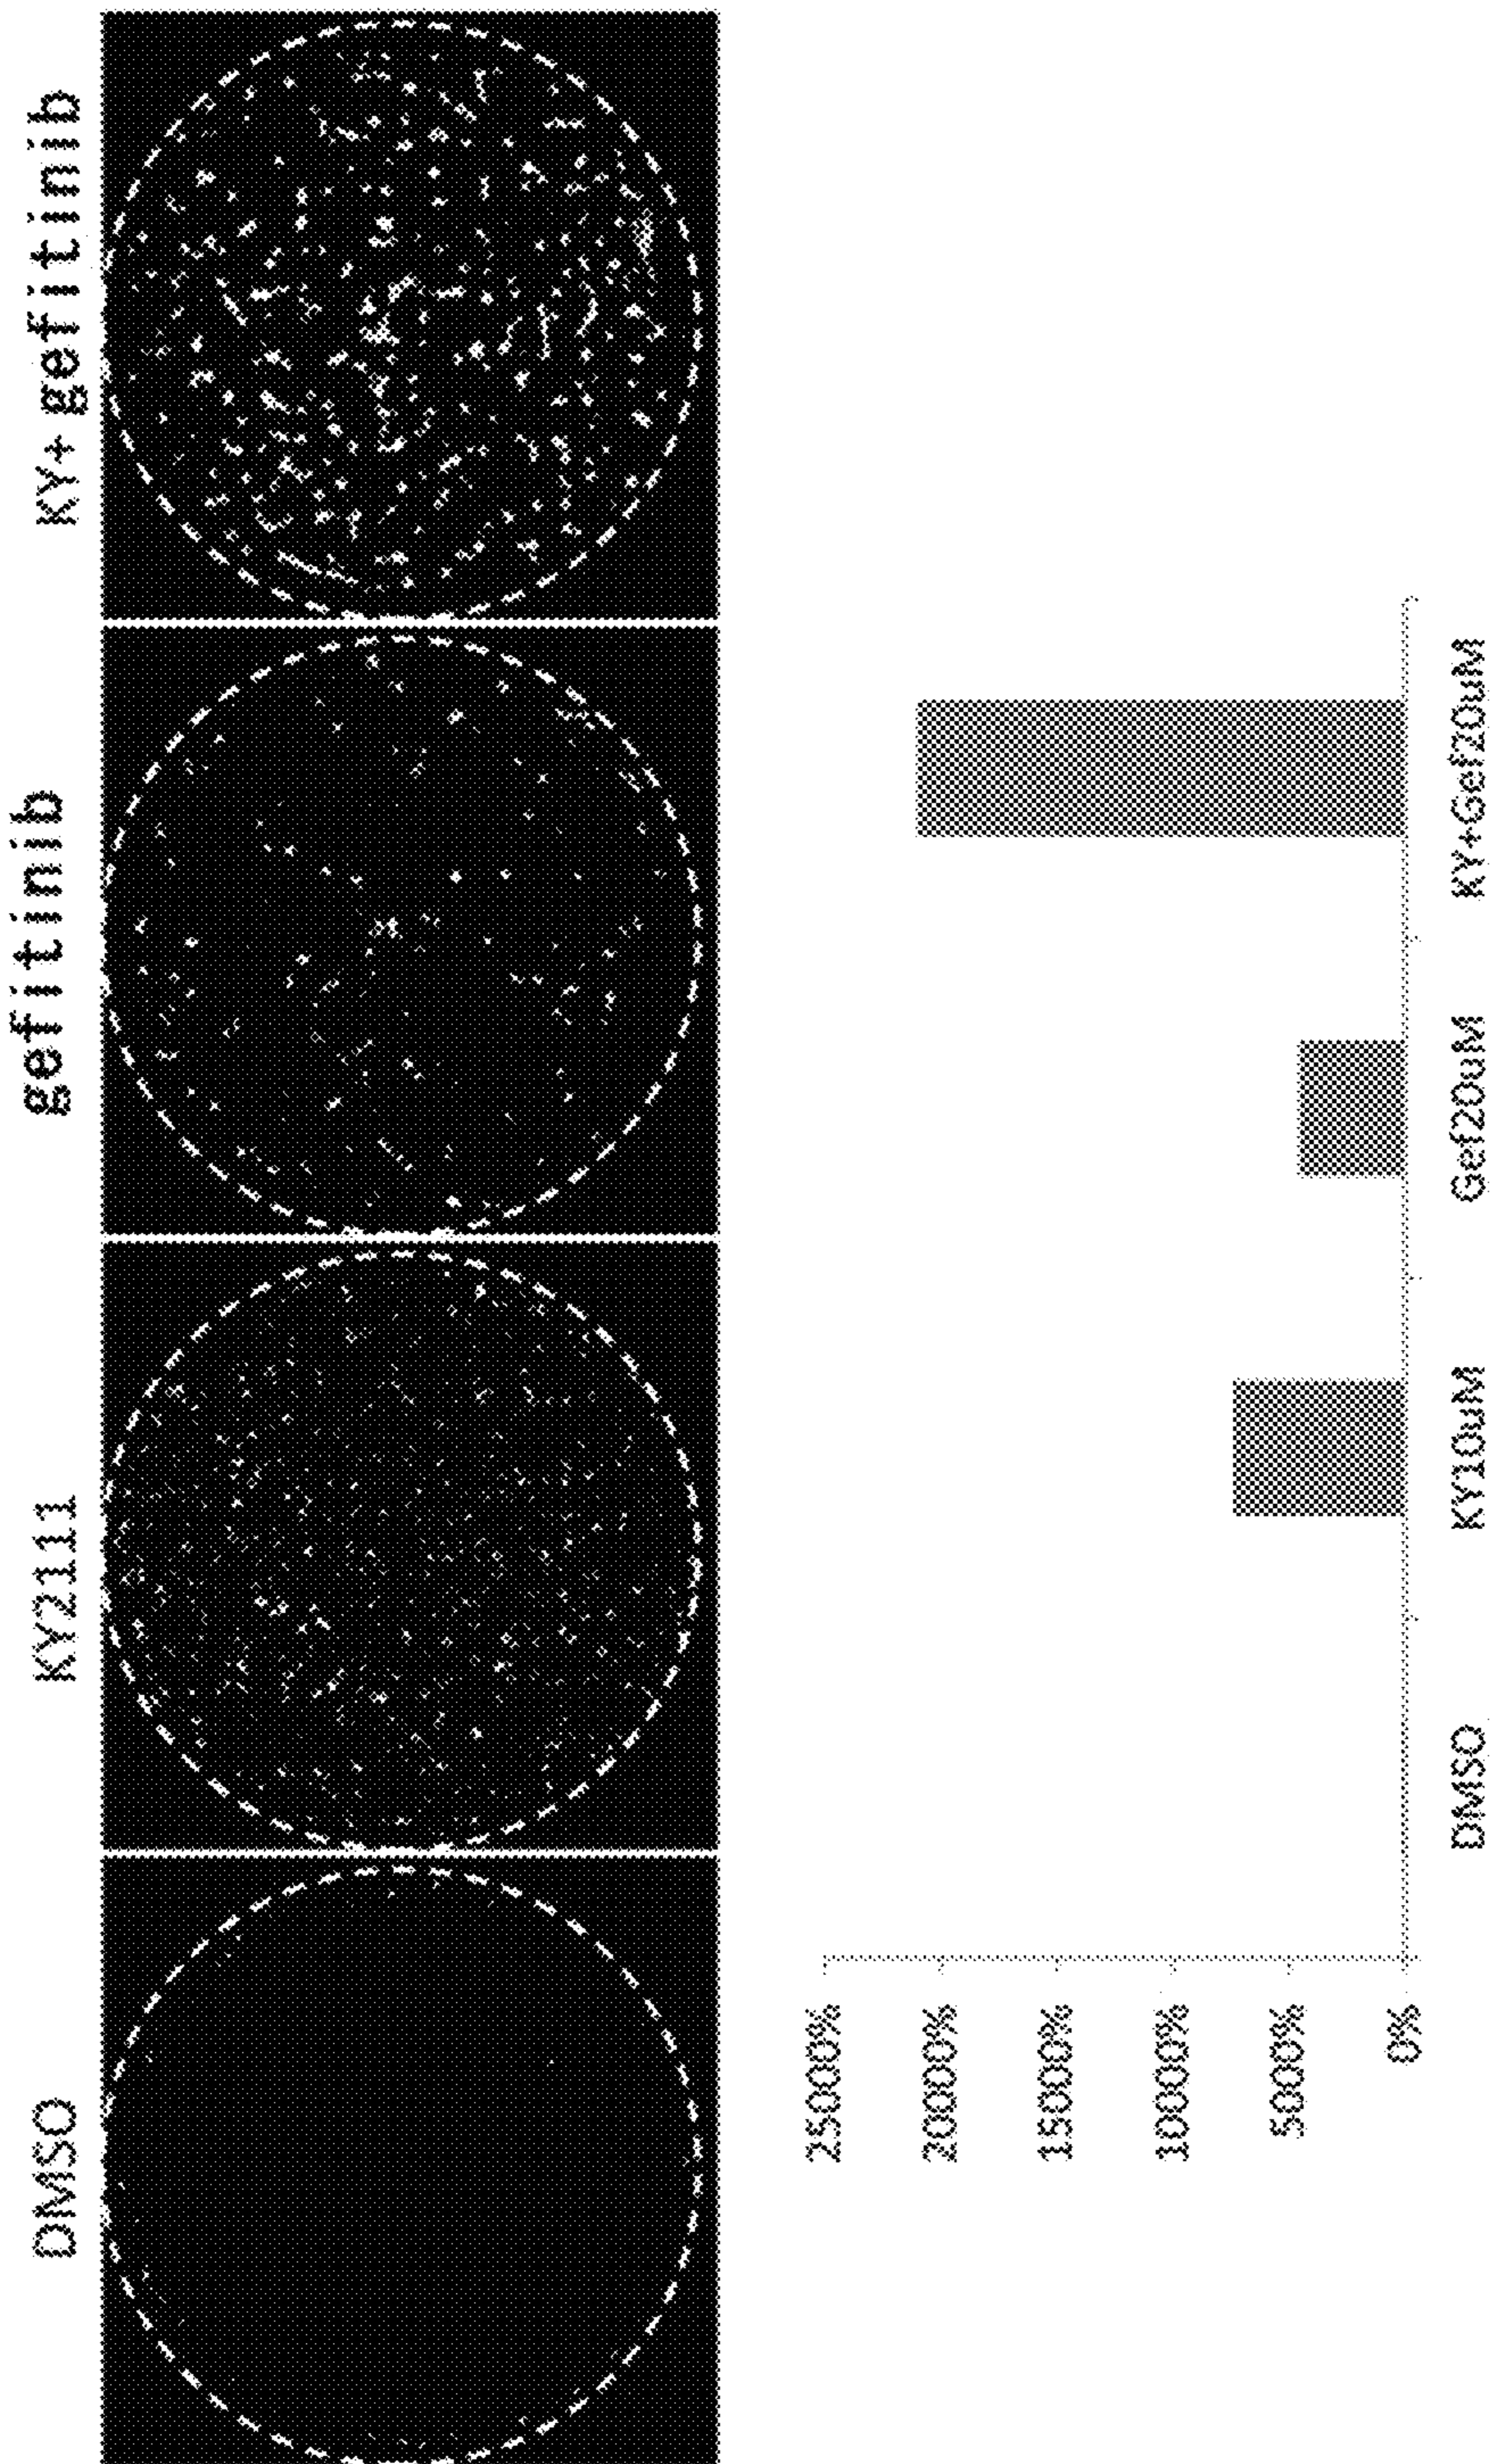 DMSO
KY2111
gefitinib
KY+ gefitinib
25000%
20000%
15000%
10000%
5000%
0%
DMSO
KY10uM
Gef20uM
KY+Gef20uM